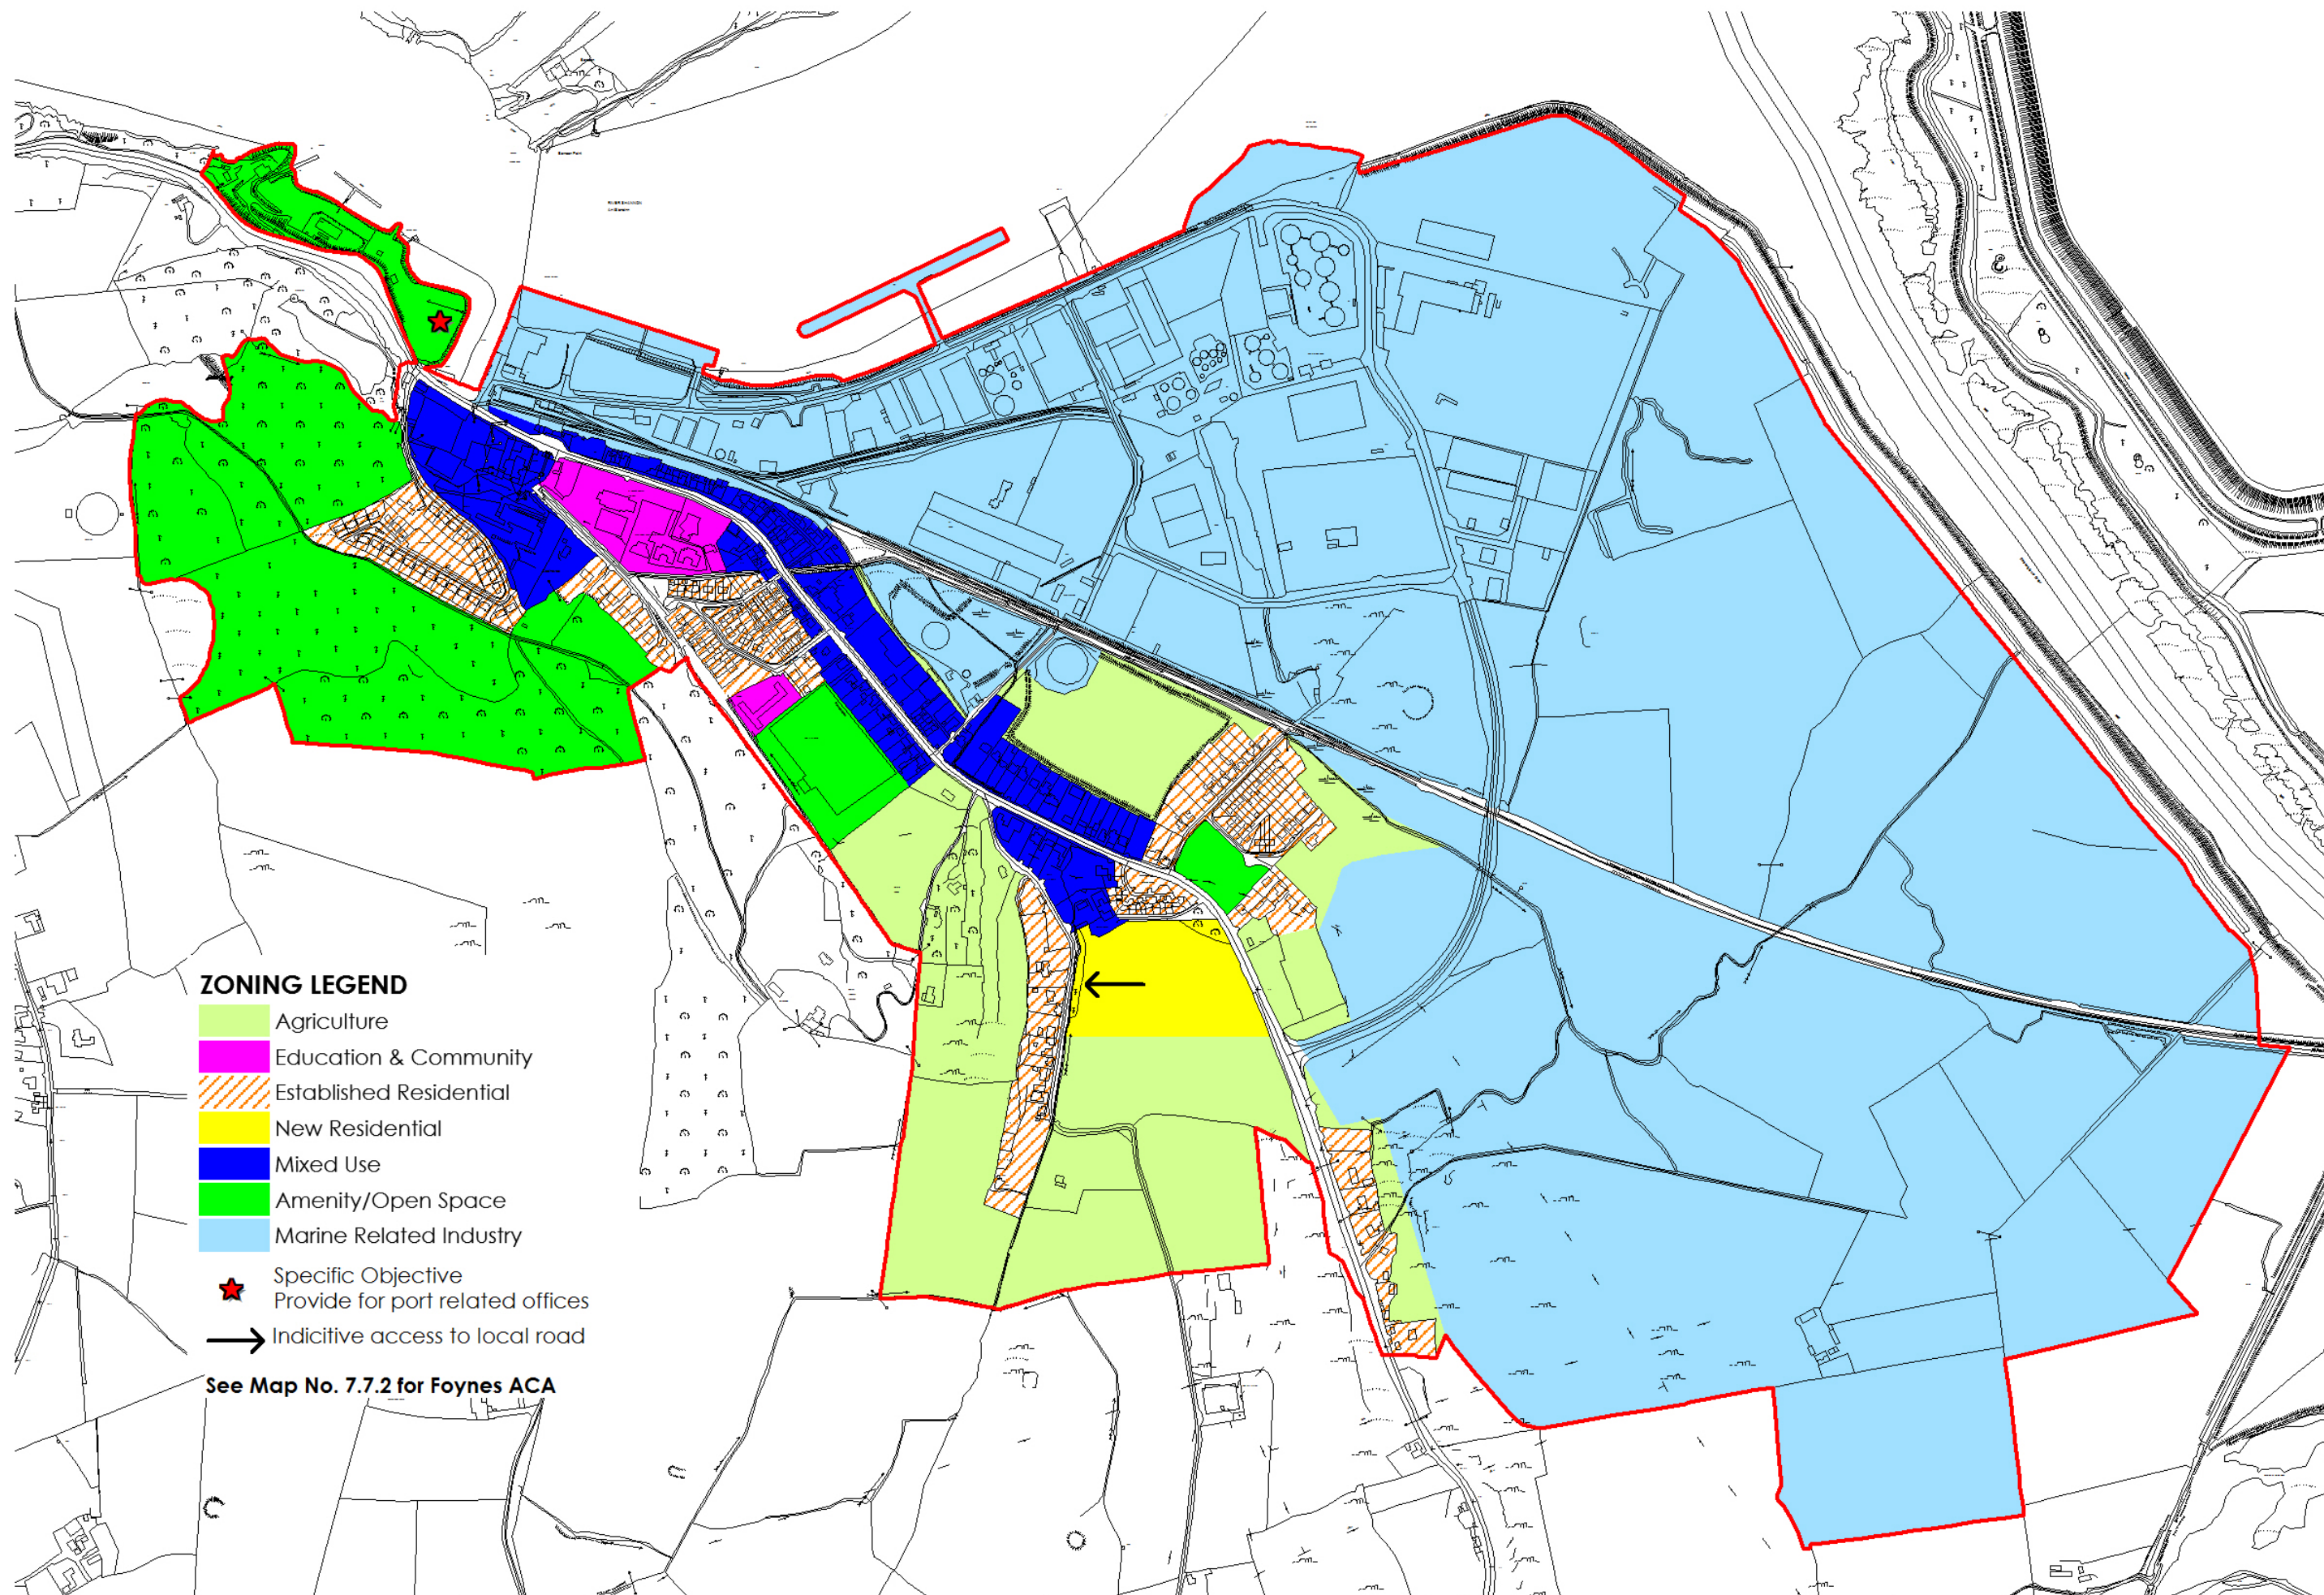 ZONING LEGEND
Agriculture
Education & Community
Established Residential
New Residential
Mixed Use
Amenity/Open Space
Marine Related Industry
Specific Objective
Provide for port related offices
Indicitive access to local road
See Map No. 7.7.2 for Foynes ACA